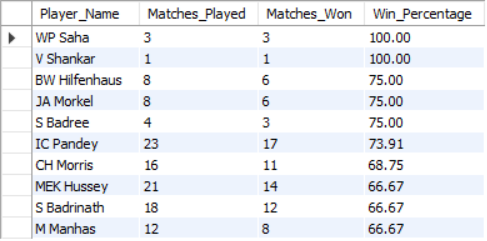 Player_Name Matches_Played Matches_Won Win_Percentage
WP Saha 3 3 100.00
V Shankar 1 1 100.00
BW Hilfenhaus 8 6 75.00
JA Morkel 8 6 75.00
S Badree 4 3 75.00
IC Pandey 23 17 73.91
CH Morris 16 11 68.75
MEK Hussey 21 14 66.67
S Badrinath 18 12 66.67
M Manhas 12 8 66.67